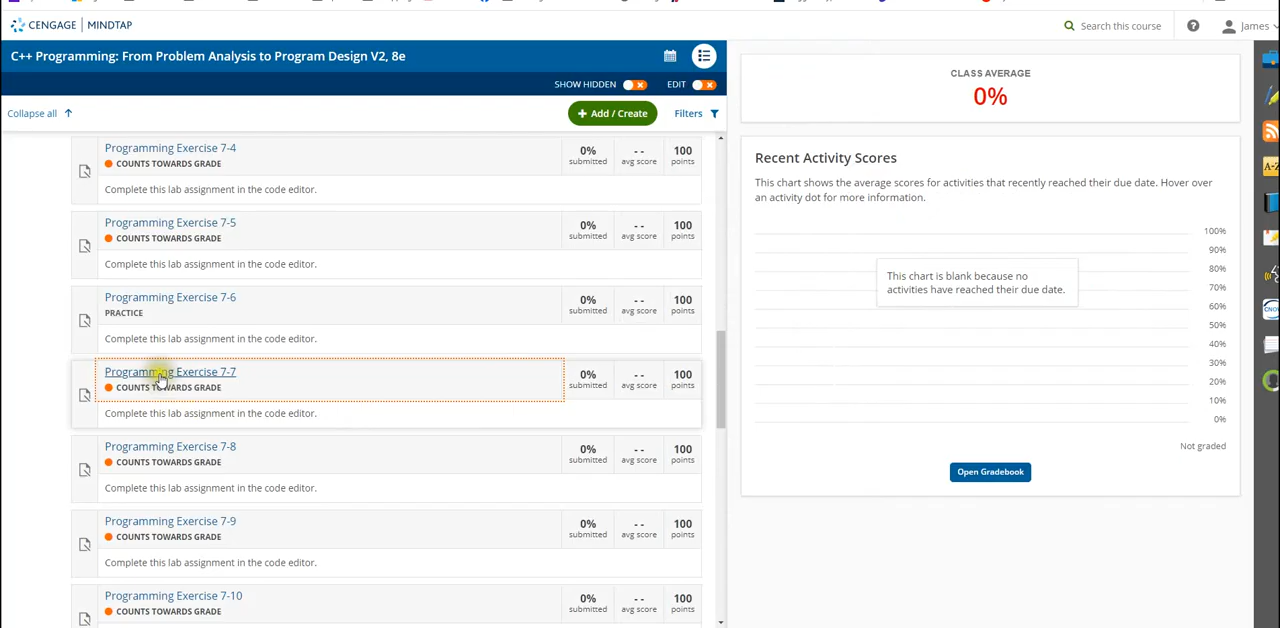 CENGAGE | MINDTAP
Search this course
James
C++ Programming: From Problem Analysis to Program Design V2, 8e
SHOW HIDDEN
EDIT
Collapse all
+ Add / Create
Filters
Programming Exercise 7-4
COUNTS TOWARDS GRADE
0% submitted
- - avg score
100 points
Complete this lab assignment in the code editor.
Programming Exercise 7-5
COUNTS TOWARDS GRADE
0% submitted
- - avg score
100 points
Complete this lab assignment in the code editor.
Programming Exercise 7-6
PRACTICE
0% submitted
- - avg score
100 points
Complete this lab assignment in the code editor.
Programming Exercise 7-7
COUNTS TOWARDS GRADE
0% submitted
- - avg score
100 points
Complete this lab assignment in the code editor.
Programming Exercise 7-8
COUNTS TOWARDS GRADE
0% submitted
- - avg score
100 points
Complete this lab assignment in the code editor.
Programming Exercise 7-9
COUNTS TOWARDS GRADE
0% submitted
- - avg score
100 points
Complete this lab assignment in the code editor.
Programming Exercise 7-10
COUNTS TOWARDS GRADE
0% submitted
- - avg score
100 points
CLASS AVERAGE
0%
Recent Activity Scores
This chart shows the average scores for activities that recently reached their due date. Hover over
an activity dot for more information.
100%
90%
80%
70%
60%
50%
40%
30%
20%
10%
0%
This chart is blank because no
activities have reached their due date.
Not graded
Open Gradebook
A-Z